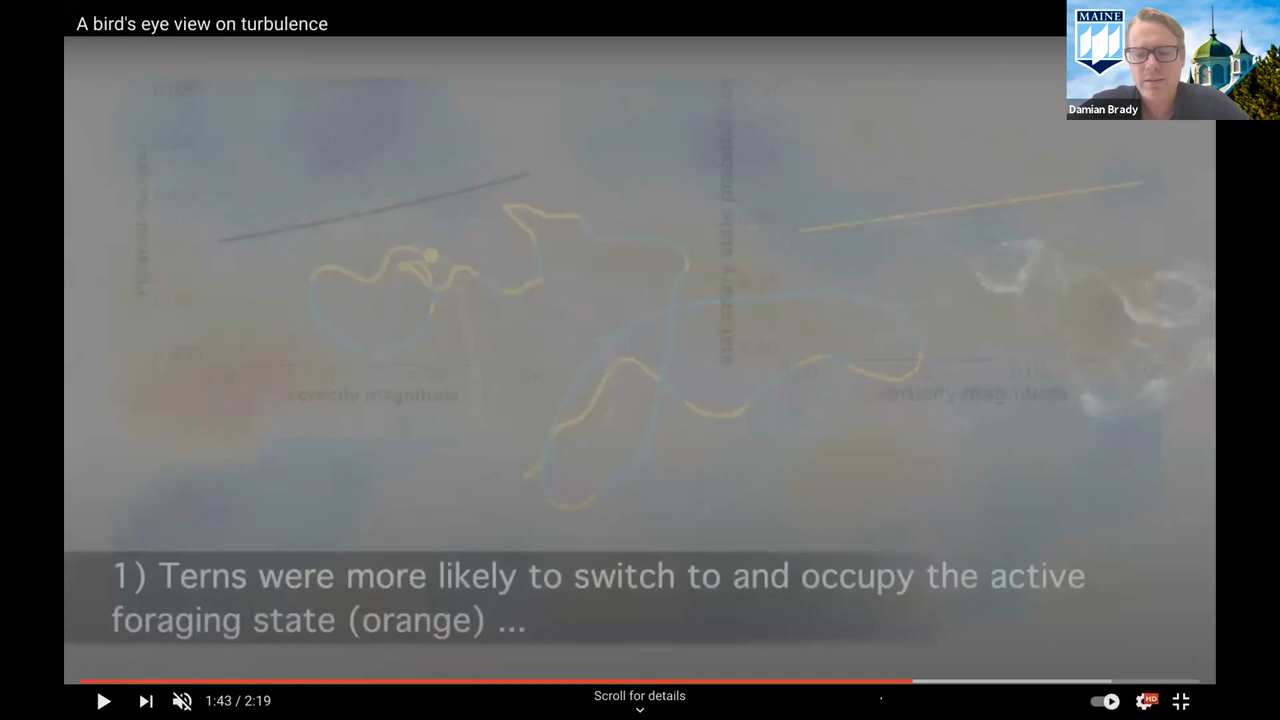 A bird's eye view on turbulence
MAINE
Damian Brady
vorticity magnitude
vorticity magnitude
1) Terns were more likely to switch to and occupy the active
foraging state (orange) ...
1:43 / 2:19
Scroll for details
HD